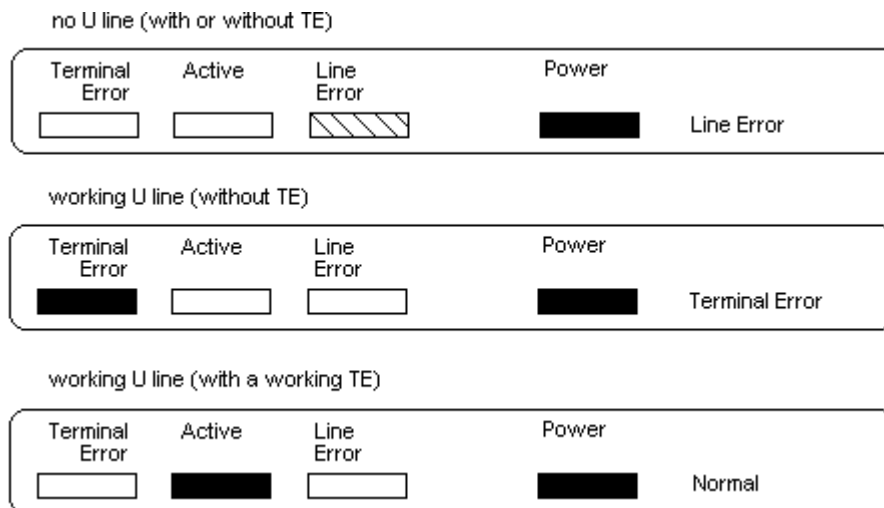 no U line (with or without TE)
Terminal Error Active Line Error Power
Line Error
working U line (without TE)
Terminal Error Active Line Error Power
Terminal Error
working U line (with a working TE)
Terminal Error Active Line Error Power
Normal